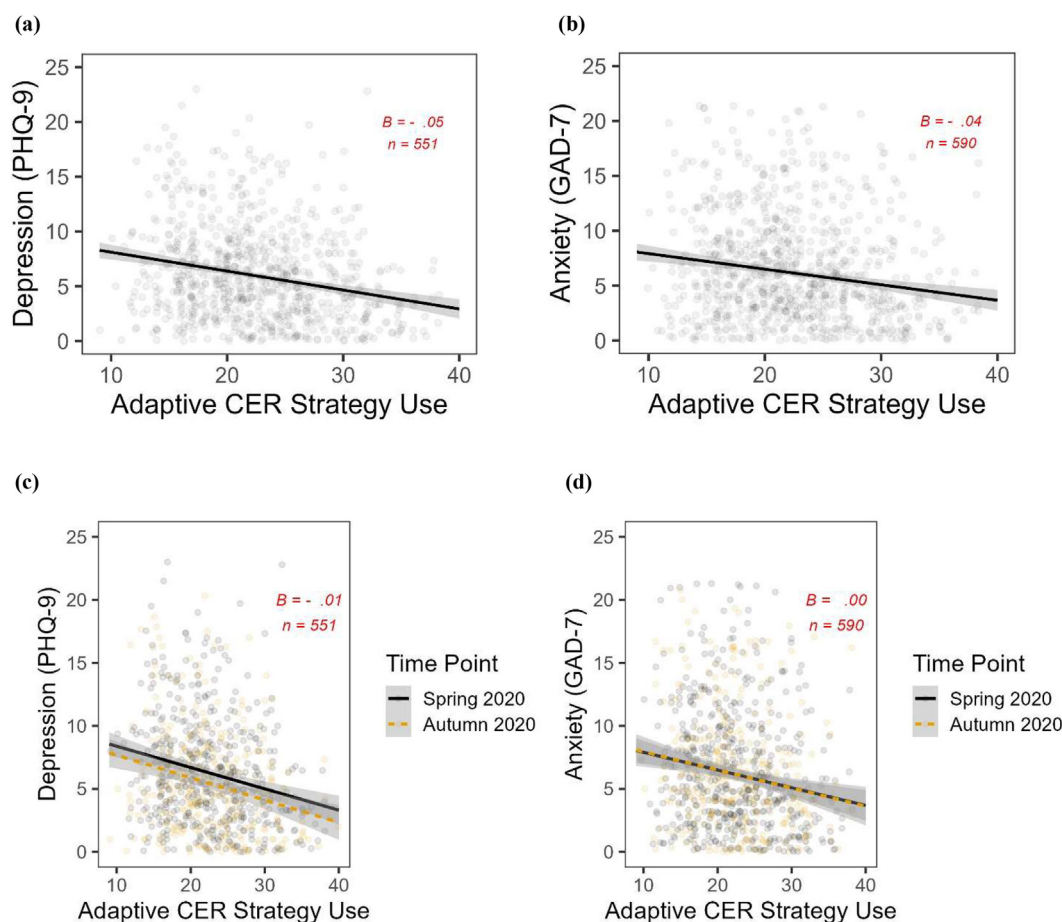 (a)
25
20
15
10
5
0
Depression (PHQ-9)
B = - .05
n = 551
10 20 30 40
Adaptive CER Strategy Use
(b)
25
20
15
10
5
0
Anxiety (GAD-7)
B = - .04
n = 590
10 20 30 40
Adaptive CER Strategy Use
(c)
25
20
15
10
5
0
Depression (PHQ-9)
B = - .01
n = 551
10 20 30 40
Adaptive CER Strategy Use
Time Point
Spring 2020
Autumn 2020
(d)
25
20
15
10
5
0
Anxiety (GAD-7)
B = .00
n = 590
10 20 30 40
Adaptive CER Strategy Use
Time Point
Spring 2020
Autumn 2020